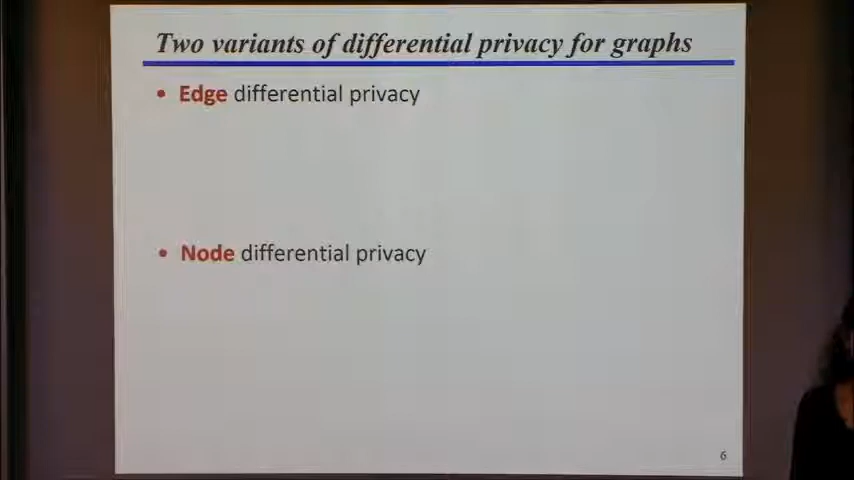 Two variants of differential privacy for graphs
• Edge differential privacy
• Node differential privacy
6